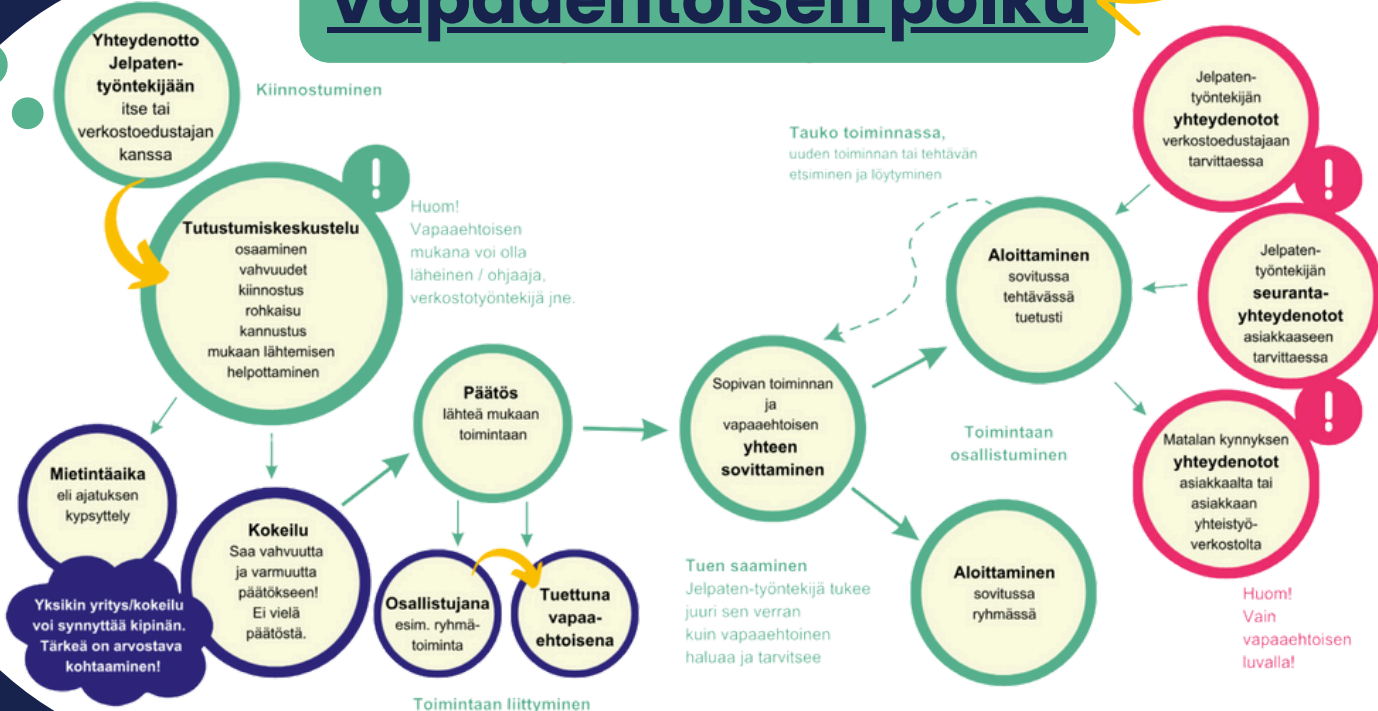 Vapaaehtoisen polku
Yhteydenotto
Jelpaten-
työntekijään
itse tai
verkostoedustajan
kanssa
Kiinnostuminen
Tutustumiskeskustelu
osaaminen
vahvuudet
kiinnostus
rohkaisu
kannustus
mukaan lähtemisen
helpottaminen
!
Huom!
Vapaaehtoisen
mukana voi olla
läheinen / ohjaaja,
verkostotyöntekijä jne.
Mietintäaika
eli ajatuksen
kypsyttely
Yksikin yritys/kokeilu
voi synnyttää kipinän.
Tärkeä on arvostava
kohtaaminen!
Kokeilu
Saa vahvuutta
ja varmuutta
päätökseen!
Ei vielä
päätöstä.
Päätös
lähteä mukaan
toimintaan
Osallistujana
esim. ryhmä-
toiminta
Tuettuna
vapaa-
ehtoisena
Toimintaan liittyminen
Sopivan toiminnan
ja
vapaaehtoisen
yhteen
sovittaminen
Tuen saaminen
Jelpaten-työntekijä tukee
juuri sen verran
kuin vapaaehtoinen
haluaa ja tarvitsee
Tauko toiminnassa,
uuden toiminnan tai tehtävän
etsiminen ja löytyminen
Aloittaminen
sovitussa
tehtävässä
tuetusti
Toimintaan
osallistuminen
Aloittaminen
sovitussa
ryhmässä
Jelpaten-
työntekijän
yhteydenotot
verkostoedustajaan
tarvittaessa
!
Jelpaten-
työntekijän
seuranta-
yhteydenotot
asiakkaaseen
tarvittaessa
!
Matalan kynnyksen
yhteydenotot
asiakkaalta tai
asiakkaan
yhteistyö-
verkostolta
Huom!
Vain
vapaaehtoisen
luvalla!